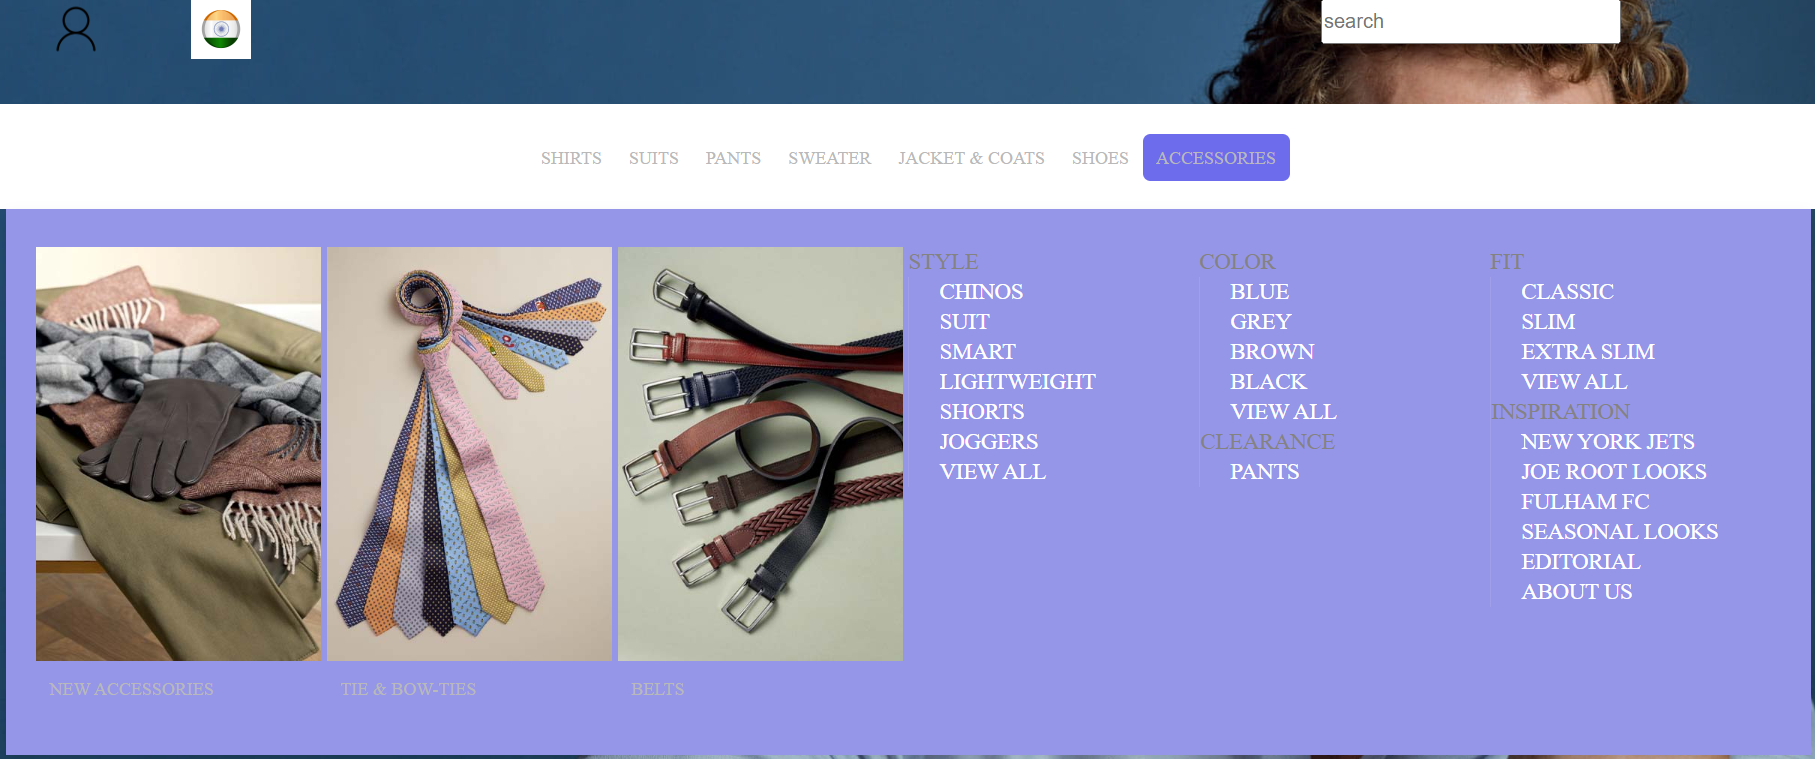 search
SHIRTS SUITS PANTS SWEATER JACKET & COATS SHOES ACCESSORIES
STYLE
CHINOS
SUIT
SMART
LIGHTWEIGHT
SHORTS
JOGGERS
VIEW ALL
COLOR
BLUE
GREY
BROWN
BLACK
VIEW ALL
CLEARANCE
PANTS
FIT
CLASSIC
SLIM
EXTRA SLIM
VIEW ALL
INSPIRATION
NEW YORK JETS
JOE ROOT LOOKS
FULHAM FC
SEASONAL LOOKS
EDITORIAL
ABOUT US
NEW ACCESSORIES
TIE & BOW-TIES
BELTS